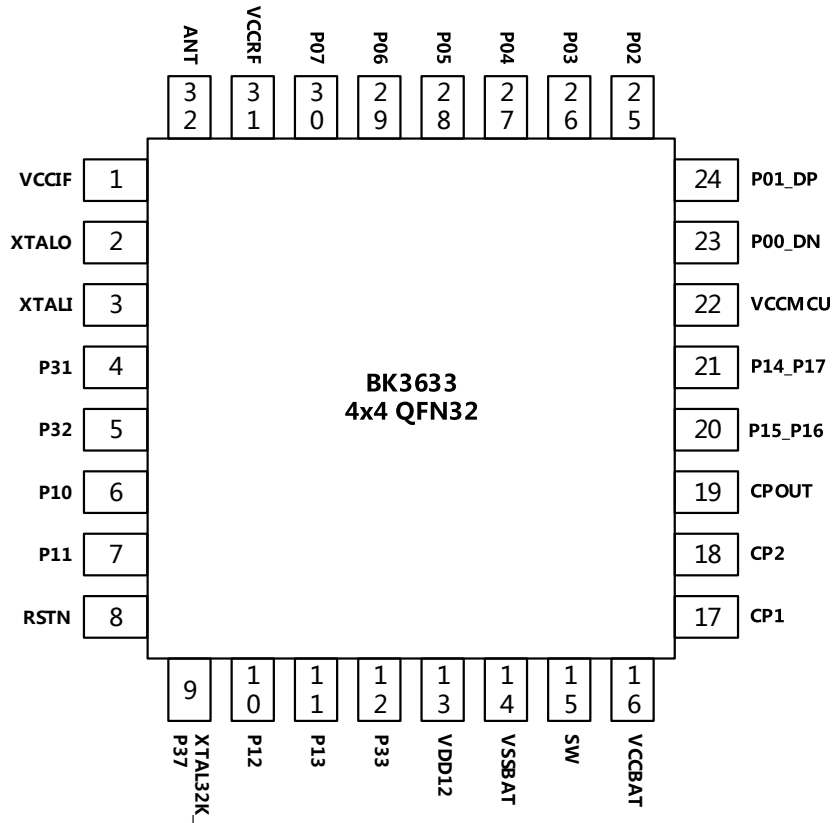 ANT
VCCRF
P07
P06
P05
P04
P03
P02
32
31
30
29
28
27
26
25
VCCIF 1
XTALO 2
XTALI 3
P31 4
P32 5
P10 6
P11 7
RSTN 8
BK3633
4x4 QFN32
24 P01_DP
23 P00_DN
22 VCCMCU
21 P14_P17
20 P15_P16
19 CPOUT
18 CP2
17 CP1
9
10
11
12
13
14
15
16
XTAL32K_
P37
P12
P13
P33
VDD12
VSSBAT
SW
VCCBAT